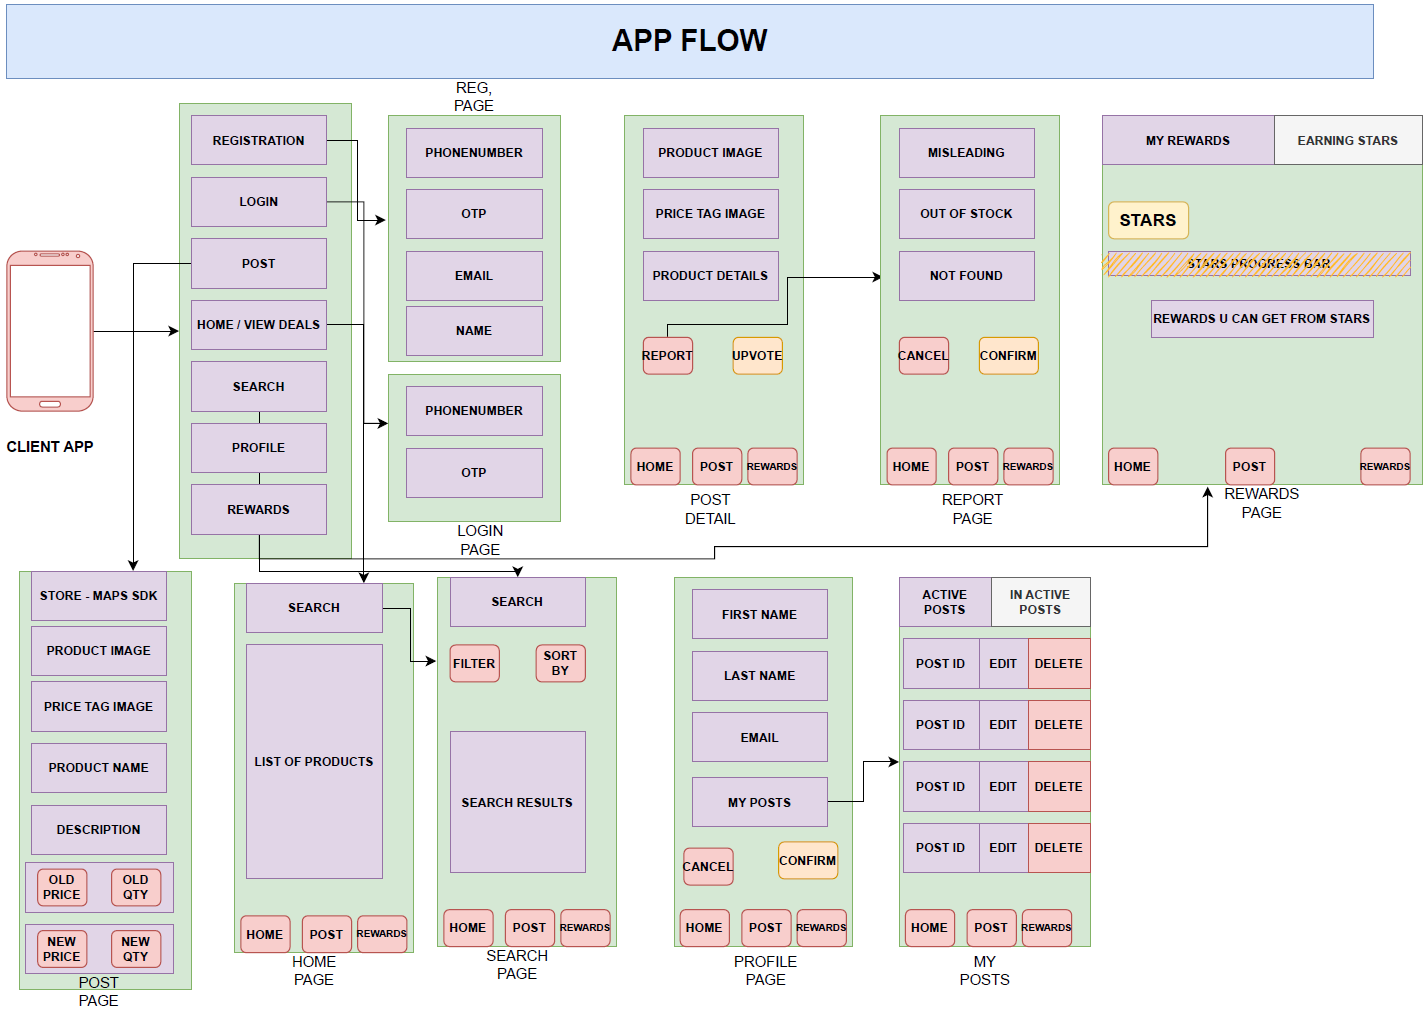 APP FLOW
CLIENT APP
REGISTRATION
LOGIN
POST
HOME / VIEW DEALS
SEARCH
PROFILE
REWARDS
REG,
PAGE
PHONENUMBER
OTP
EMAIL
NAME
PHONENUMBER
OTP
LOGIN
PAGE
PRODUCT IMAGE
PRICE TAG IMAGE
PRODUCT DETAILS
REPORT
UPVOTE
HOME
POST
REWARDS
POST
DETAIL
MISLEADING
OUT OF STOCK
NOT FOUND
CANCEL
CONFIRM
HOME
POST
REWARDS
REPORT
PAGE
MY REWARDS
EARNING STARS
STARS
STARS PROGRESS BAR
REWARDS U CAN GET FROM STARS
HOME
POST
REWARDS
REWARDS
PAGE
STORE - MAPS SDK
PRODUCT IMAGE
PRICE TAG IMAGE
PRODUCT NAME
DESCRIPTION
OLD
PRICE
OLD
QTY
NEW
PRICE
NEW
QTY
POST
PAGE
SEARCH
LIST OF PRODUCTS
HOME
POST
REWARDS
HOME
PAGE
SEARCH
FILTER
SORT
BY
SEARCH RESULTS
HOME
POST
REWARDS
SEARCH
PAGE
FIRST NAME
LAST NAME
EMAIL
MY POSTS
CANCEL
CONFIRM
HOME
POST
REWARDS
PROFILE
PAGE
ACTIVE
POSTS
IN ACTIVE
POSTS
POST ID EDIT DELETE
POST ID EDIT DELETE
POST ID EDIT DELETE
POST ID EDIT DELETE
HOME
POST
REWARDS
MY
POSTS